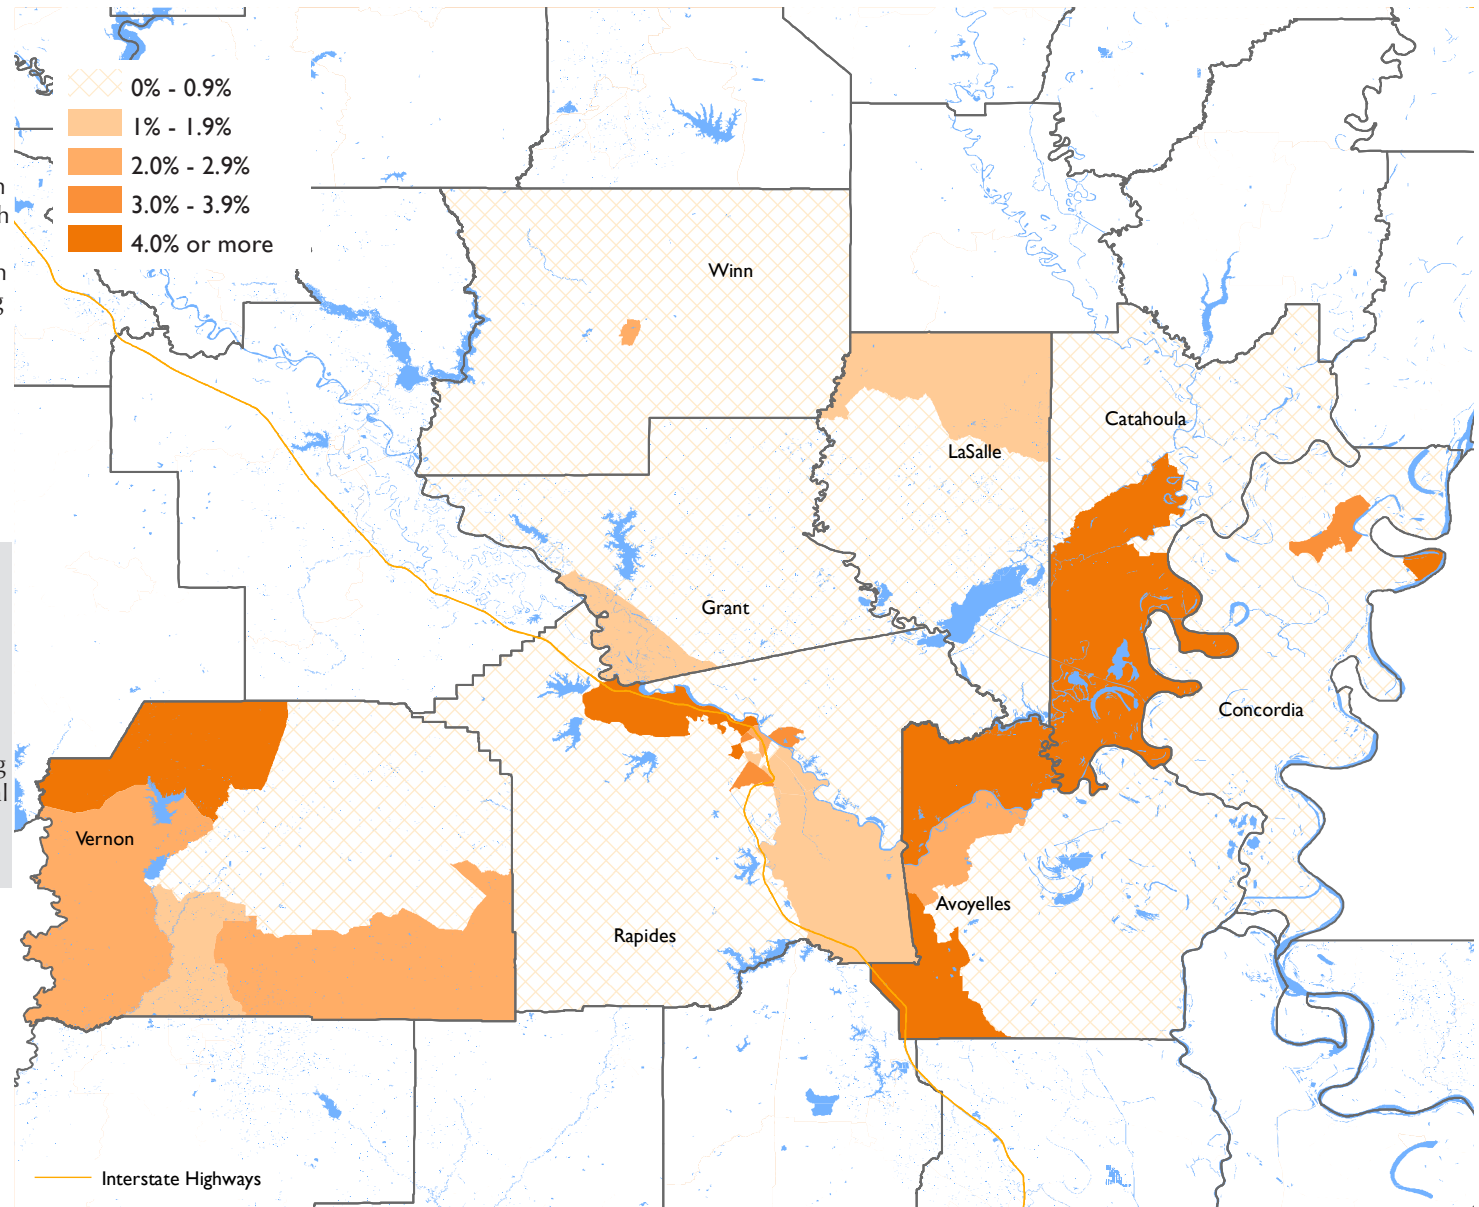 0% - 0.9%
1% - 1.9%
2.0% - 2.9%
3.0% - 3.9%
4.0% or more
Winn
Catahoula
LaSalle
Grant
Concordia
Vernon
Avoyelles
Rapides
Interstate Highways